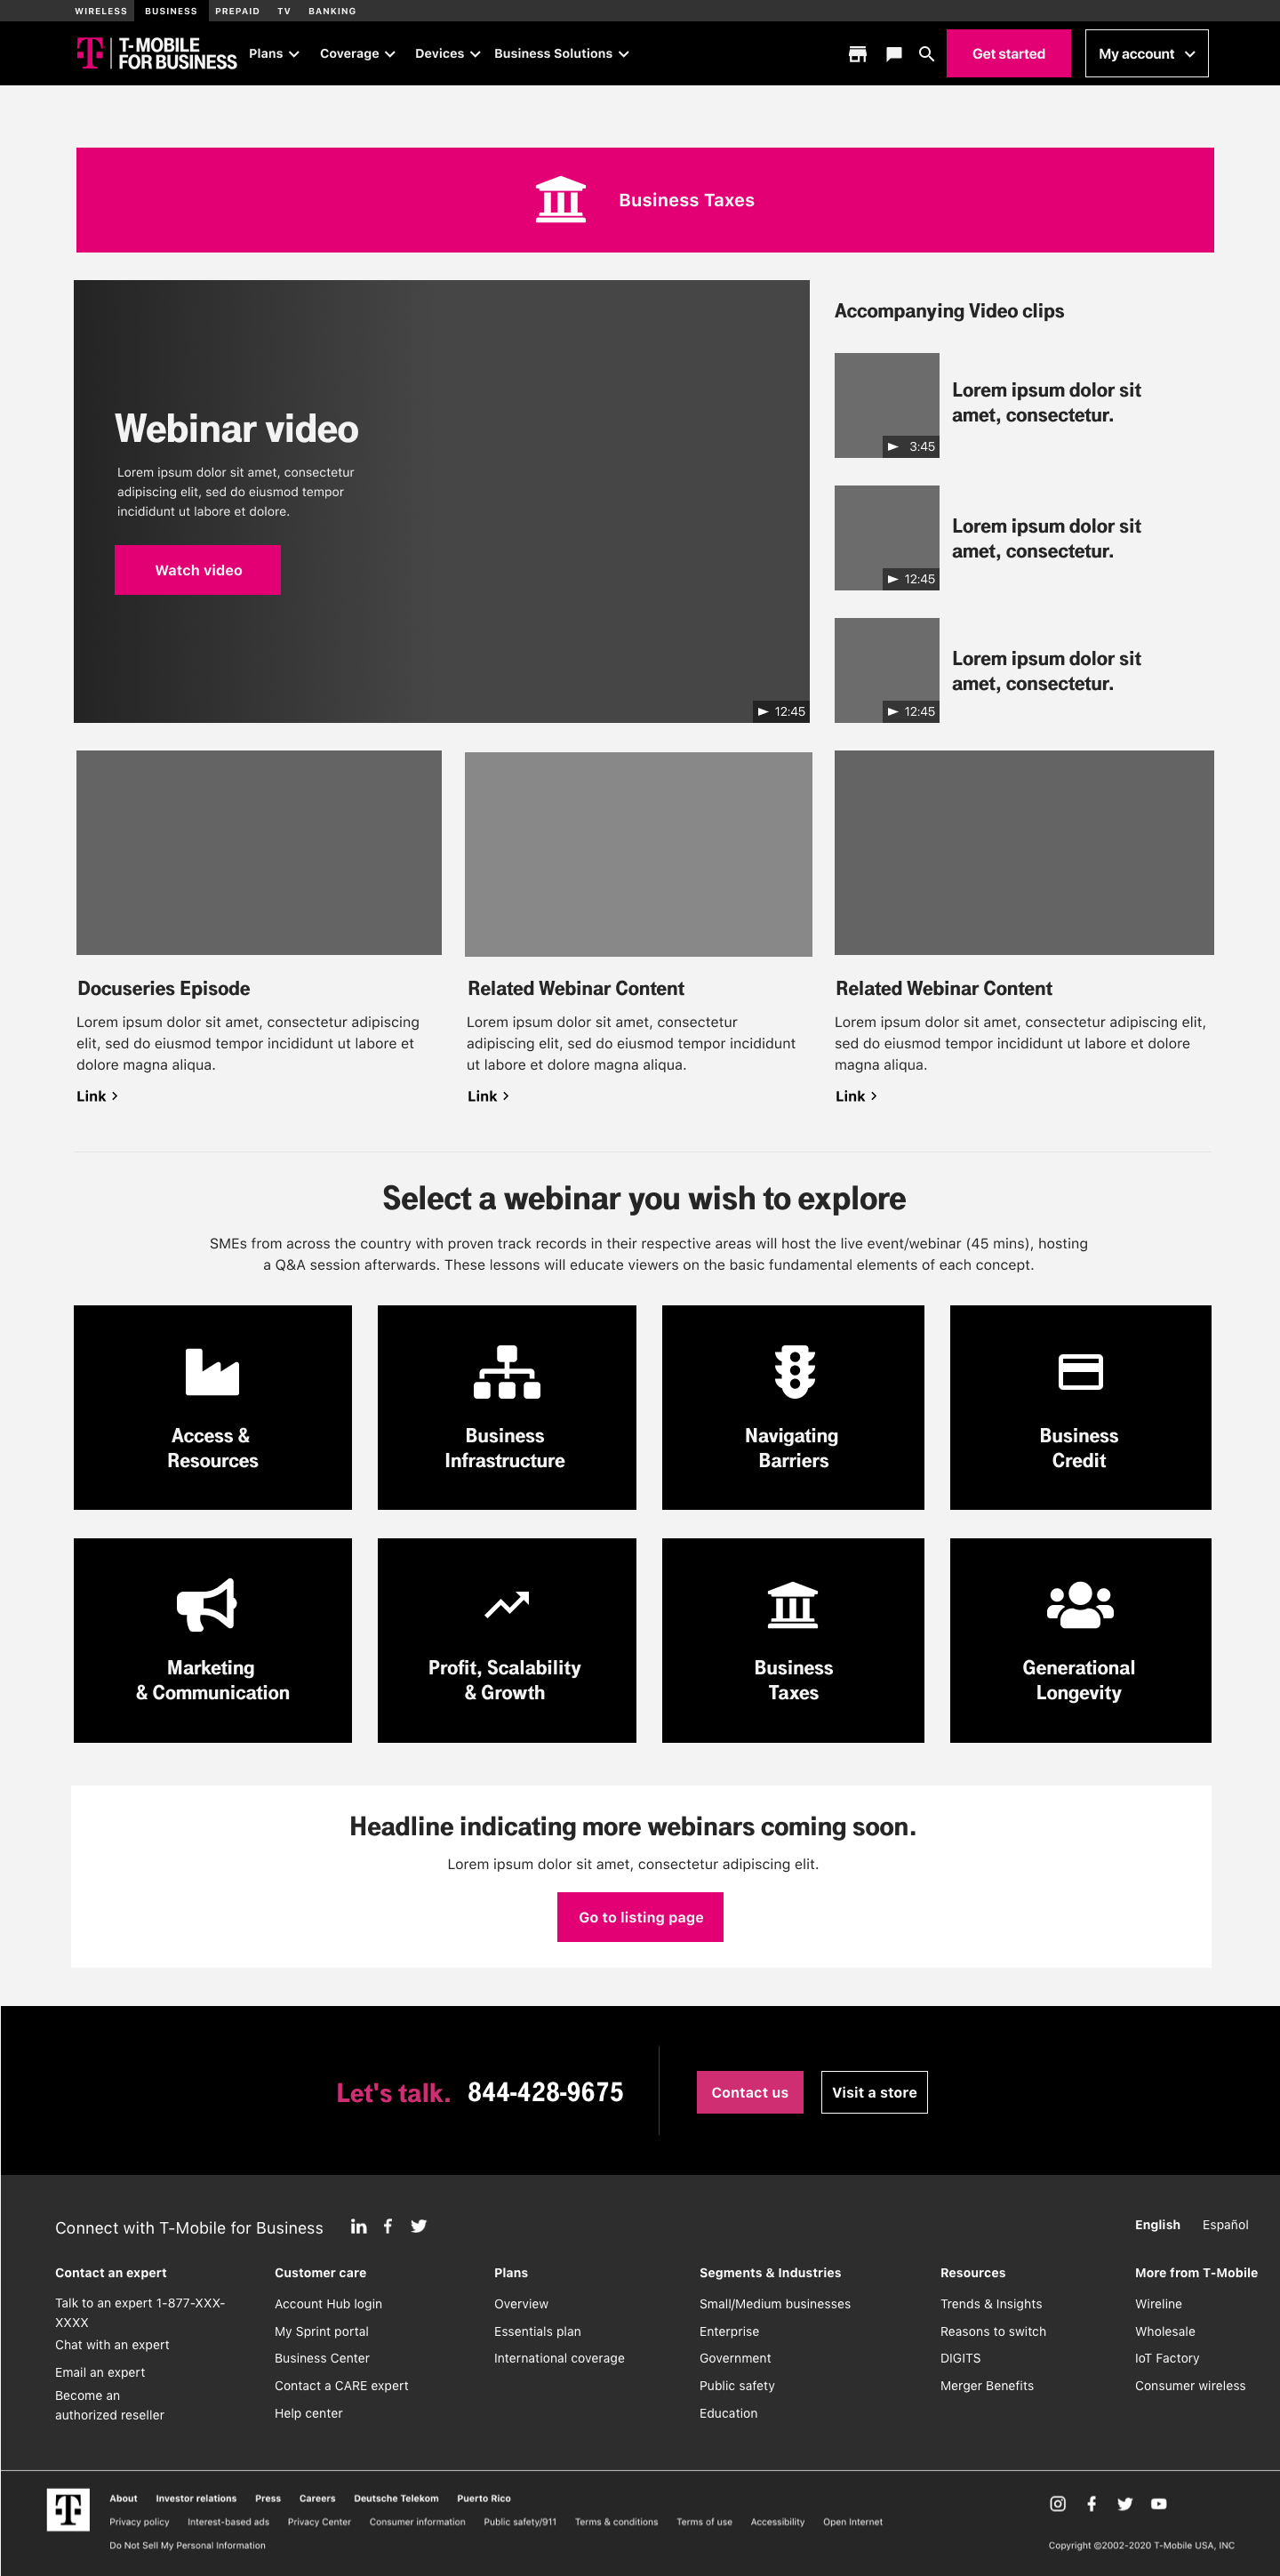 WIRELESS BUSINESS PREPAID TV BANKING
T-MOBILE
FOR BUSINESS
Plans Coverage Devices Business Solutions Get started My account
Business Taxes
Webinar video
Lorem ipsum dolor sit amet, consectetur
adipiscing elit, sed do eiusmod tempor
incididunt ut labore et dolore.
Watch video
12:45
Accompanying Video clips
Lorem ipsum dolor sit
amet, consectetur.
3:45
Lorem ipsum dolor sit
amet, consectetur.
12:45
Lorem ipsum dolor sit
amet, consectetur.
12:45
Docuseries Episode
Lorem ipsum dolor sit amet, consectetur adipiscing
elit, sed do eiusmod tempor incididunt ut labore et
dolore magna aliqua.
Link
Related Webinar Content
Lorem ipsum dolor sit amet, consectetur
adipiscing elit, sed do eiusmod tempor incididunt
ut labore et dolore magna aliqua.
Link
Related Webinar Content
Lorem ipsum dolor sit amet, consectetur adipiscing elit,
sed do eiusmod tempor incididunt ut labore et dolore
magna aliqua.
Link
Select a webinar you wish to explore
SMEs from across the country with proven track records in their respective areas will host the live event/webinar (45 mins), hosting
a Q&A session afterwards. These lessons will educate viewers on the basic fundamental elements of each concept.
Access &
Resources
Business
Infrastructure
Navigating
Barriers
Business
Credit
Marketing
& Communication
Profit, Scalability
& Growth
Business
Taxes
Generational
Longevity
Headline indicating more webinars coming soon.
Lorem ipsum dolor sit amet, consectetur adipiscing elit.
Go to listing page
Let's talk. 844-428-9675 Contact us Visit a store
Connect with T-Mobile for Business
English Español
Contact an expert
Talk to an expert 1-877-XXX-
XXXX
Chat with an expert
Email an expert
Become an
authorized reseller
Customer care
Account Hub login
My Sprint portal
Business Center
Contact a CARE expert
Help center
Plans
Overview
Essentials plan
International coverage
Segments & Industries
Small/Medium businesses
Enterprise
Government
Public safety
Education
Resources
Trends & Insights
Reasons to switch
DIGITS
Merger Benefits
More from T-Mobile
Wireline
Wholesale
IoT Factory
Consumer wireless
About Investor relations Press Careers Deutsche Telekom Puerto Rico
Privacy policy Interest-based ads Privacy Center Consumer information Public safety/911 Terms & conditions Terms of use Accessibility Open Internet
Do Not Sell My Personal Information
Copyright ©2002-2020 T-Mobile USA, INC